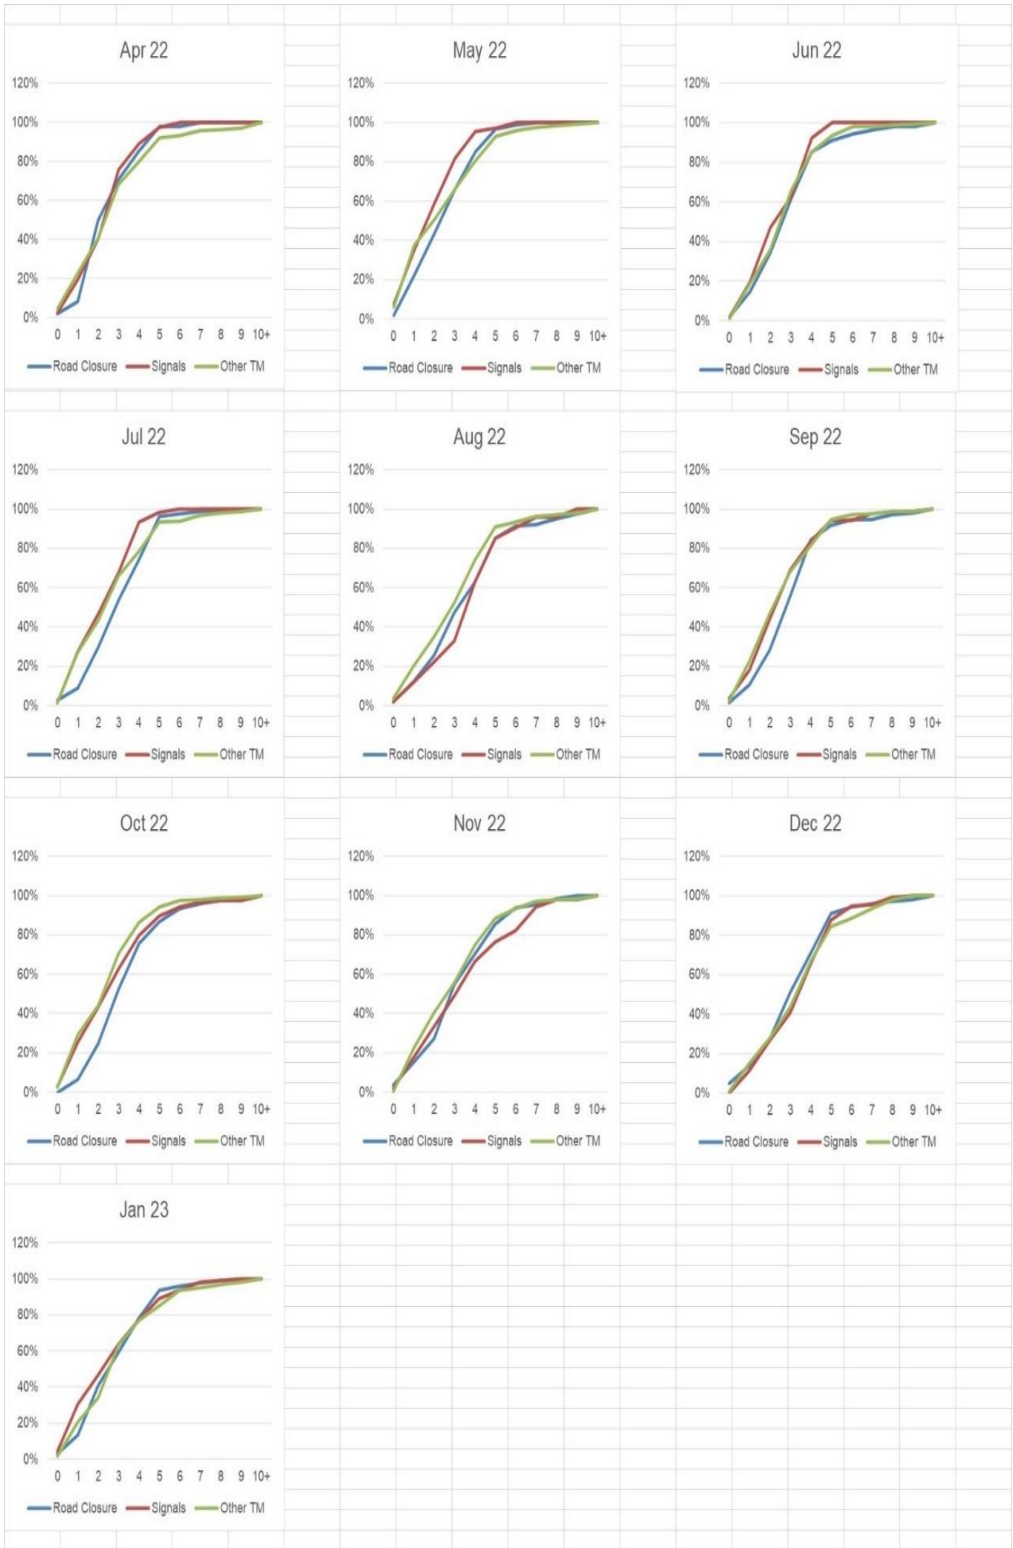 Apr 22
120%
100%
80%
60%
40%
20%
0%
0 1 2 3 4 5 6 7 8 9 10+
Road Closure Signals Other TM
May 22
120%
100%
80%
60%
40%
20%
0%
0 1 2 3 4 5 6 7 8 9 10+
Road Closure Signals Other TM
Jun 22
120%
100%
80%
60%
40%
20%
0%
0 1 2 3 4 5 6 7 8 9 10+
Road Closure Signals Other TM
Jul 22
120%
100%
80%
60%
40%
20%
0%
0 1 2 3 4 5 6 7 8 9 10+
Road Closure Signals Other TM
Aug 22
120%
100%
80%
60%
40%
20%
0%
0 1 2 3 4 5 6 7 8 9 10+
Road Closure Signals Other TM
Sep 22
120%
100%
80%
60%
40%
20%
0%
0 1 2 3 4 5 6 7 8 9 10+
Road Closure Signals Other TM
Oct 22
120%
100%
80%
60%
40%
20%
0%
0 1 2 3 4 5 6 7 8 9 10+
Road Closure Signals Other TM
Nov 22
120%
100%
80%
60%
40%
20%
0%
0 1 2 3 4 5 6 7 8 9 10+
Road Closure Signals Other TM
Dec 22
120%
100%
80%
60%
40%
20%
0%
0 1 2 3 4 5 6 7 8 9 10+
Road Closure Signals Other TM
Jan 23
120%
100%
80%
60%
40%
20%
0%
0 1 2 3 4 5 6 7 8 9 10+
Road Closure Signals Other TM